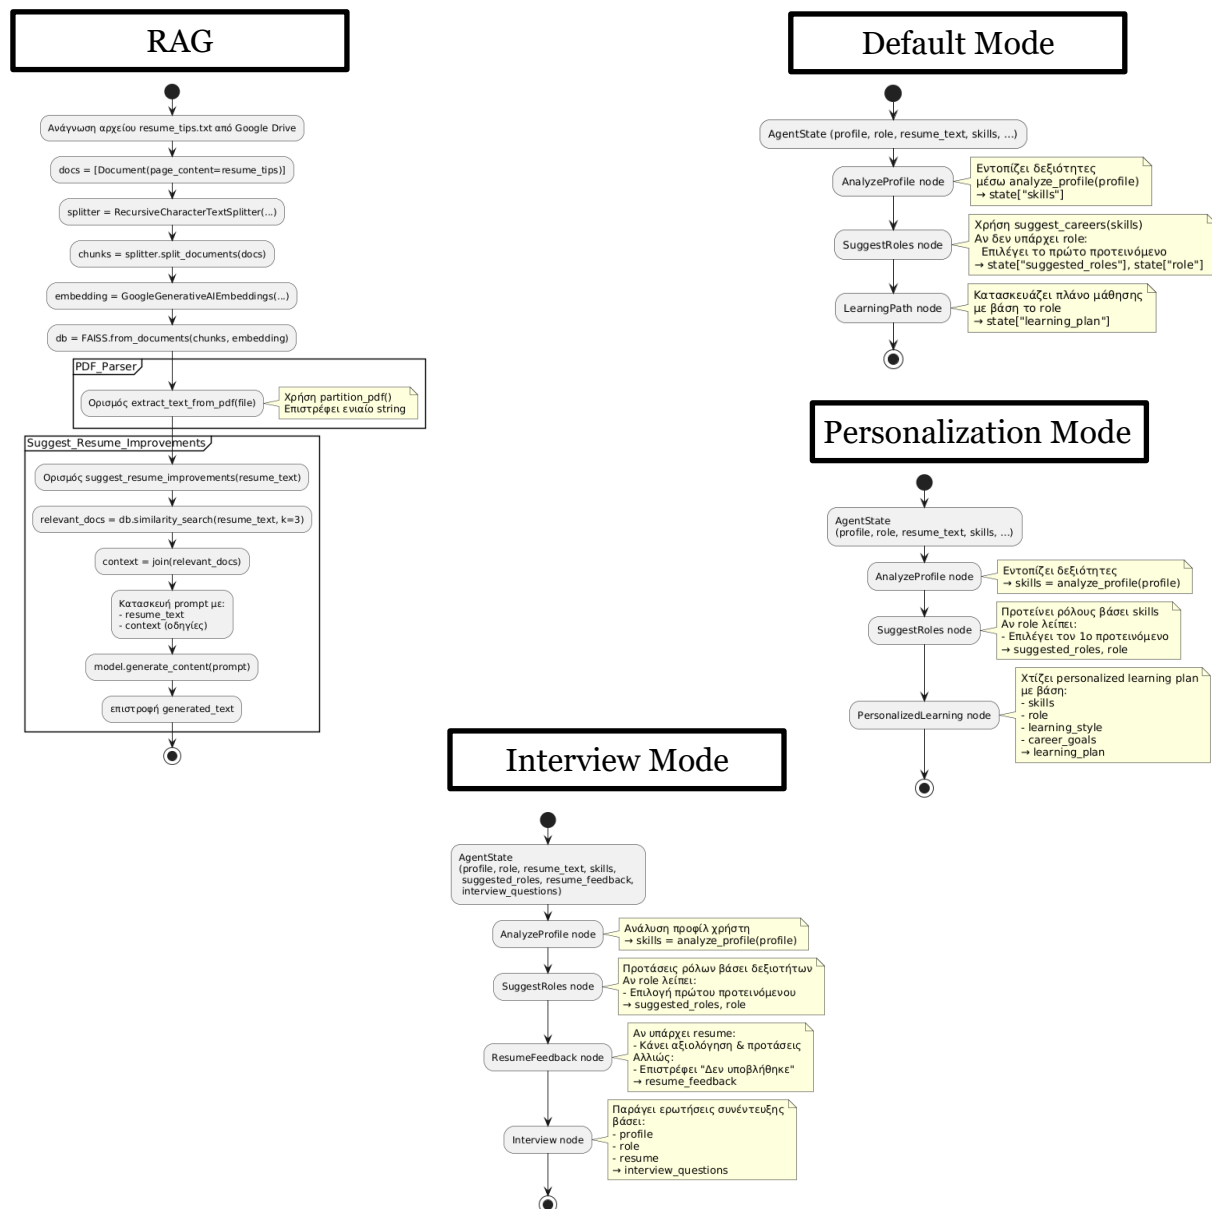 RAG
Ανάγνωση αρχείου resume_tips.txt από Google Drive
docs = [Document(page_content=resume_tips)]
splitter = RecursiveCharacterTextSplitter(...)
chunks = splitter.split_documents(docs)
embedding = GoogleGenerativeAIEmbeddings(...)
db = FAISS.from_documents(chunks, embedding)
PDF_Parser
Ορισμός extract_text_from_pdf(file)
Χρήση partition_pdf()
Επιστρέφει ενιαίο string
Suggest_Resume_Improvements
Ορισμός suggest_resume_improvements(resume_text)
relevant_docs = db.similarity_search(resume_text, k=3)
context = join(relevant_docs)
Κατασκευή prompt με:
- resume_text
- context (οδηγίες)
model.generate_content(prompt)
επιστροφή generated_text
Default Mode
AgentState (profile, role, resume_text, skills, ...)
AnalyzeProfile node
Εντοπίζει δεξιότητες
μέσω analyze_profile(profile)
→ state["skills"]
SuggestRoles node
Χρήση suggest_careers(skills)
Αν δεν υπάρχει role:
Επιλέγει το πρώτο προτεινόμενο
→ state["suggested_roles"], state["role"]
LearningPath node
Κατασκευάζει πλάνο μάθησης
με βάση το role
→ state["learning_plan"]
Personalization Mode
AgentState
(profile, role, resume_text, skills, ...)
AnalyzeProfile node
Εντοπίζει δεξιότητες
→ skills = analyze_profile(profile)
SuggestRoles node
Προτείνει ρόλους βάσει skills
Αν role λείπει:
- Επιλέγει τον 1ο προτεινόμενο
→ suggested_roles, role
PersonalizedLearning node
Χτίζει personalized learning plan
με βάση:
- skills
- role
- learning_style
- career_goals
→ learning_plan
Interview Mode
AgentState
(profile, role, resume_text, skills,
suggested_roles, resume_feedback,
interview_questions)
AnalyzeProfile node
Ανάλυση προφίλ χρήστη
→ skills = analyze_profile(profile)
SuggestRoles node
Προτάσεις ρόλων βάσει δεξιοτήτων
Αν role λείπει:
- Επιλογή πρώτου προτεινόμενου
→ suggested_roles, role
ResumeFeedback node
Αν υπάρχει resume:
- Κάνει αξιολόγηση & προτάσεις
Αλλιώς:
- Επιστρέφει "Δεν υποβλήθηκε"
→ resume_feedback
Interview node
Παράγει ερωτήσεις συνέντευξης
βάσει:
- profile
- role
- resume
→ interview_questions